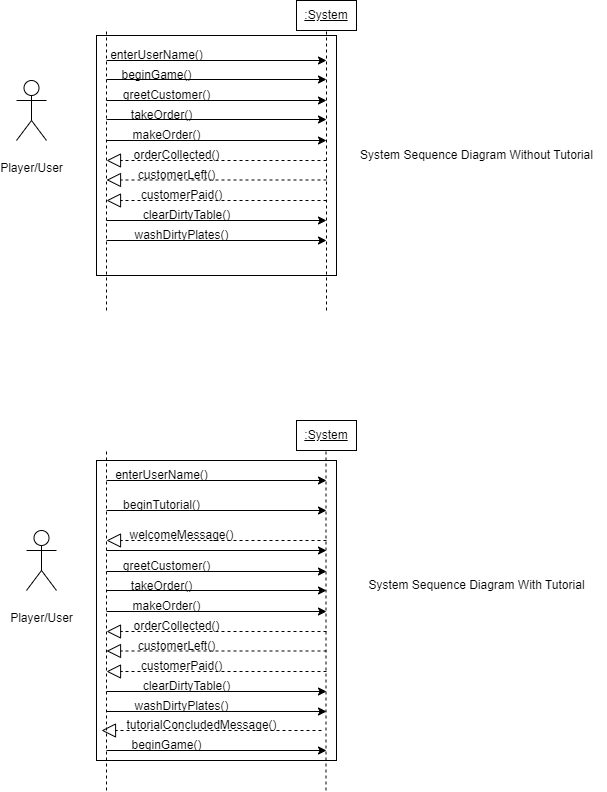 :System
enterUserName()
beginGame()
greetCustomer()
takeOrder()
makeOrder()
orderCollected()
System Sequence Diagram Without Tutorial
Player/User
customerLeft()
customerPaid()
clearDirtyTable()
washDirtyPlates()
:System
enterUserName()
beginTutorial()
welcomeMessage()
greetCustomer()
takeOrder()
System Sequence Diagram With Tutorial
makeOrder()
Player/User
orderCollected()
customerLeft()
customerPaid()
clearDirtyTable()
washDirtyPlates()
tutorialConcludedMessage()
beginGame()